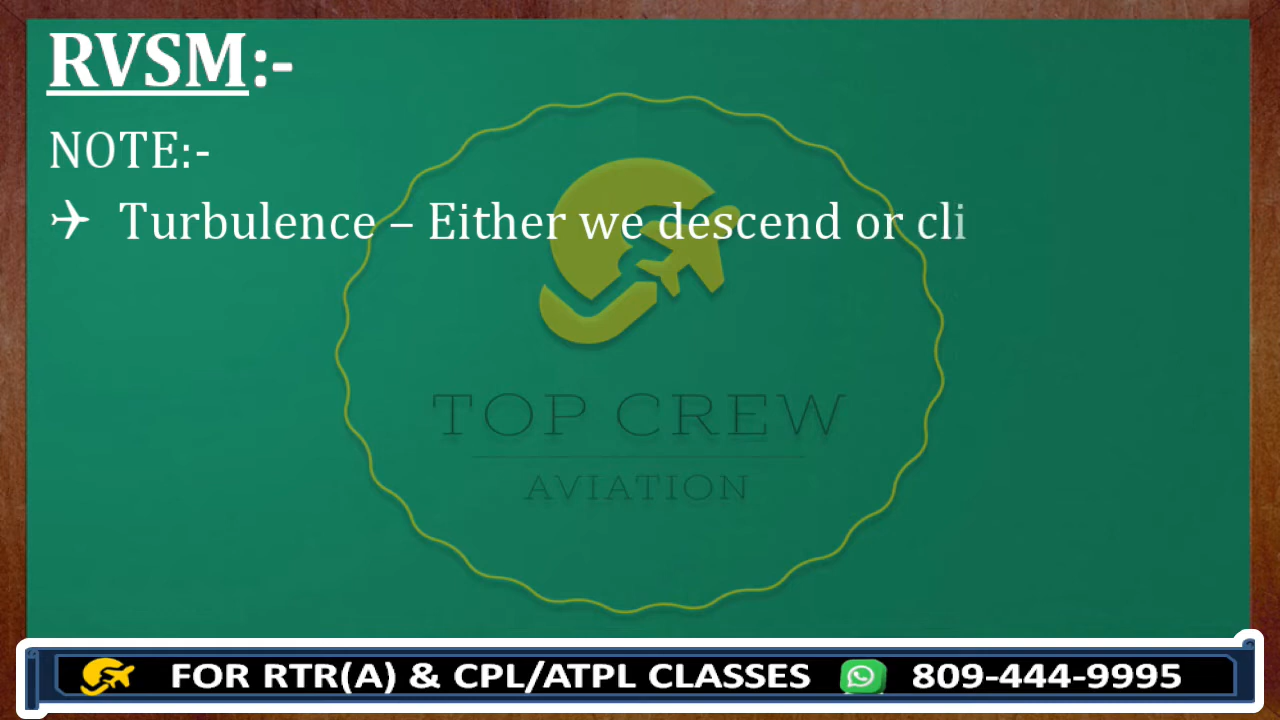 RVSM:-
NOTE:-
✈ Turbulence – Either we descend or cli
TOP CREW
AVIATION
FOR RTR(A) & CPL/ATPL CLASSES 809-444-9995